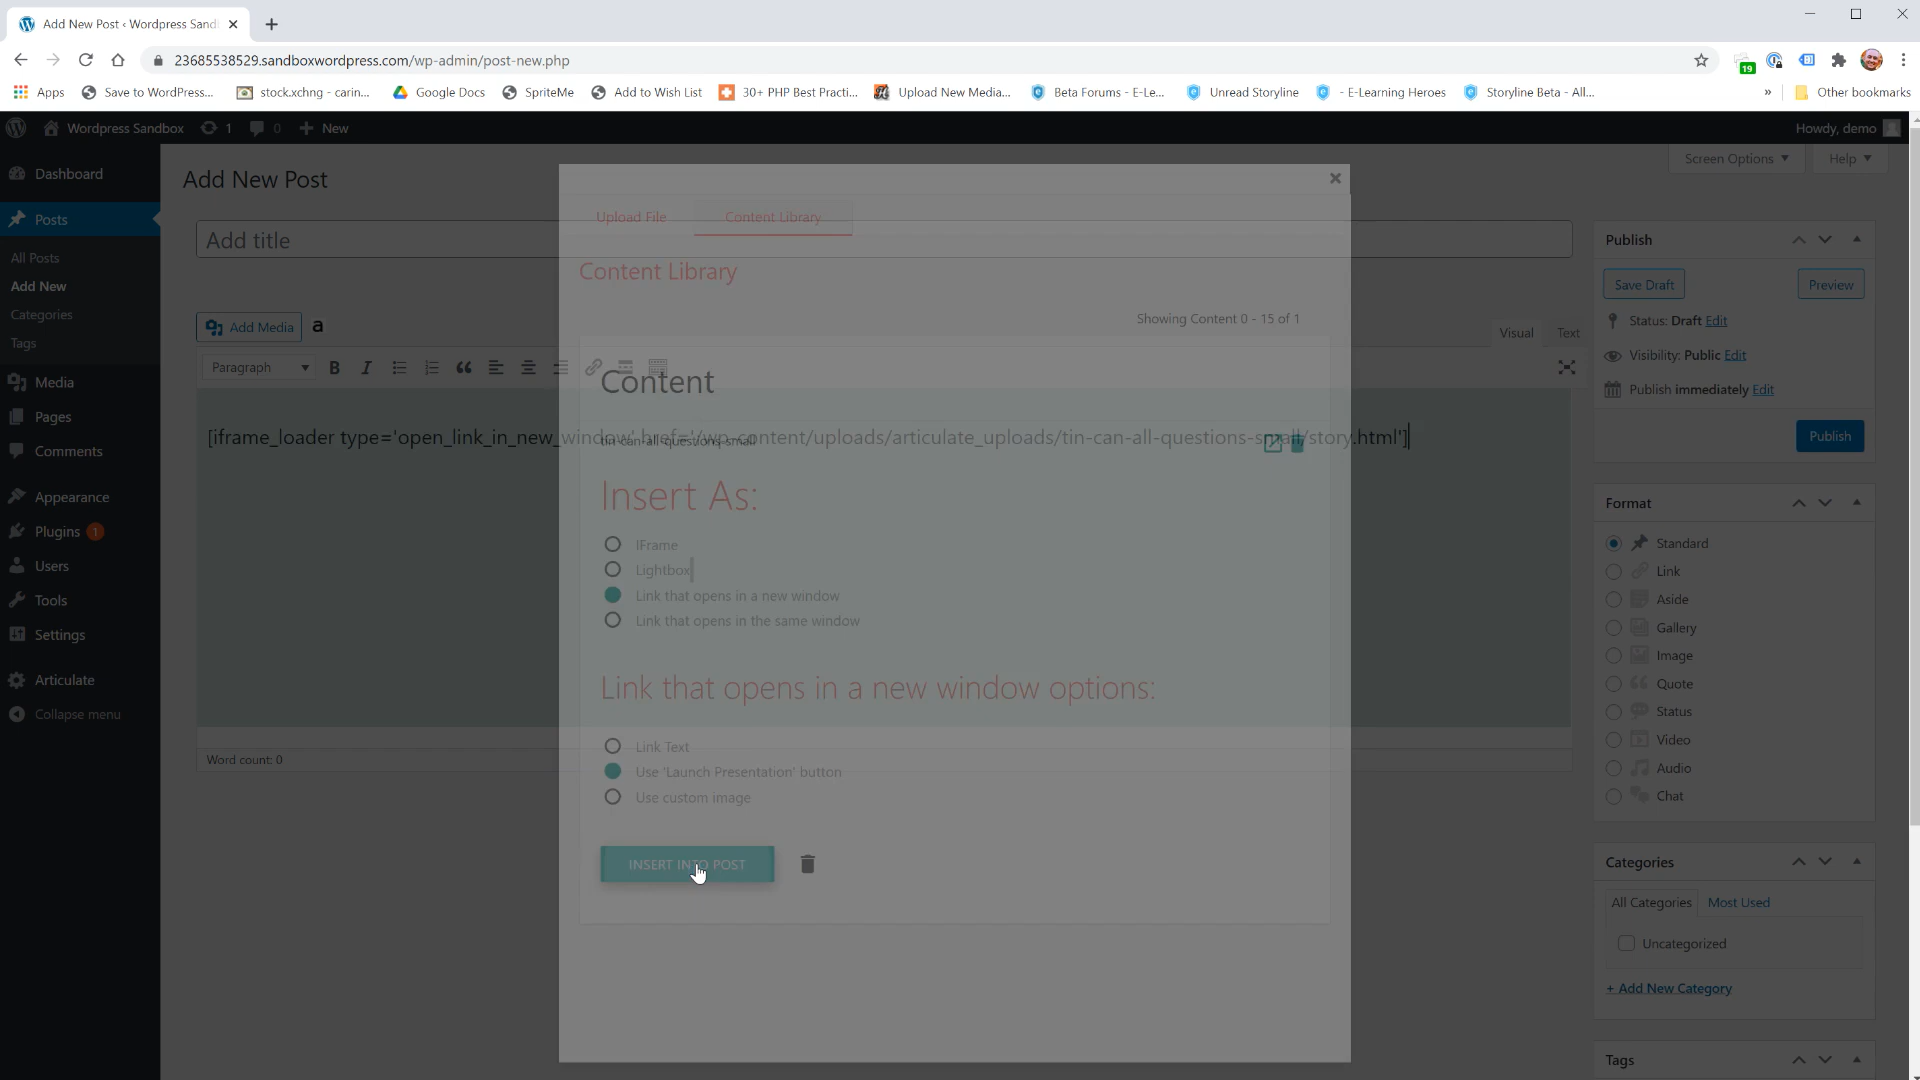 Add New Post ‹ Wordpress Sand
23685538529.sandboxwordpress.com/wp-admin/post-new.php
19
Apps
Save to WordPress...
stock.xchng - carin...
Google Docs
SpriteMe
Add to Wish List
30+ PHP Best Practi...
Upload New Media...
Beta Forums - E-Le...
Unread Storyline
- E-Learning Heroes
Storyline Beta - All...
»
Other bookmarks
Wordpress Sandbox
1
0
+ New
Howdy, demo
Screen Options
Help
Dashboard
Posts
All Posts
Add New
Categories
Tags
Media
Pages
Comments
Appearance
Plugins 1
Users
Tools
Settings
Articulate
Collapse menu
Add New Post
Add title
Add Media
a
Visual
Text
Paragraph
B
I
[iframe_loader type='open_link_in_new_window' href='/wp-content/uploads/articulate_uploads/tin-can-all-questions-small/story.html']
Word count: 0
Upload File
Content Library
Content Library
Showing Content 0 - 15 of 1
Content
tin-can-all-questions-small
Insert As:
IFrame
Lightbox
Link that opens in a new window
Link that opens in the same window
Link that opens in a new window options:
Link Text
Use 'Launch Presentation' button
Use custom image
INSERT INTO POST
Publish
Save Draft
Preview
Status: Draft Edit
Visibility: Public Edit
Publish immediately Edit
Publish
Format
Standard
Link
Aside
Gallery
Image
Quote
Status
Video
Audio
Chat
Categories
All Categories
Most Used
Uncategorized
+ Add New Category
Tags